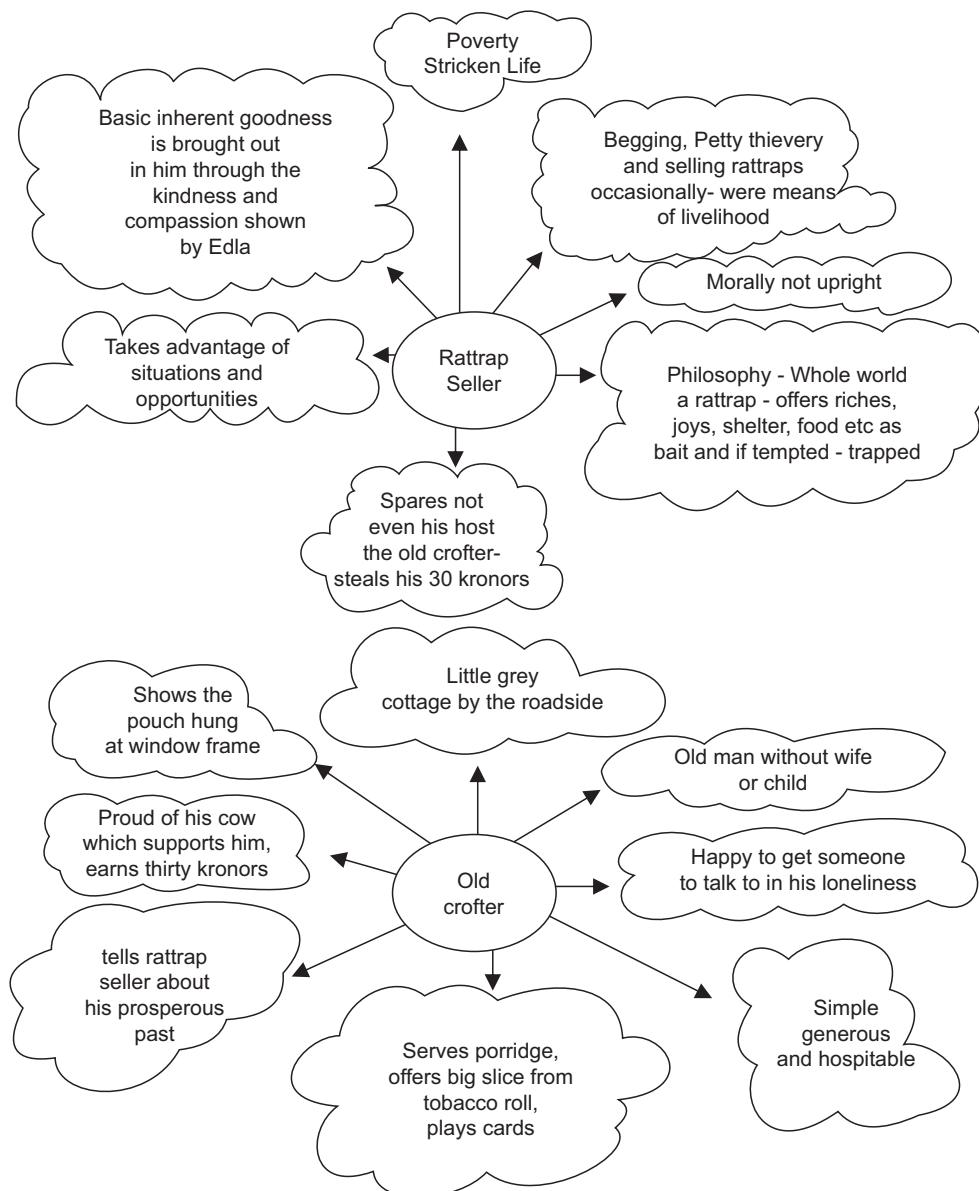 Poverty
Stricken Life
Basic inherent goodness
is brought out
in him through the
kindness and
compassion shown
by Edla
Begging, Petty thievery
and selling rattraps
occasionally- were means
of livelihood
Morally not upright
Takes advantage of
situations and
opportunities
Rattrap
Seller
Philosophy - Whole world
a rattrap - offers riches,
joys, shelter, food etc as
bait and if tempted - trapped
Spares not
even his host
the old crofter-
steals his 30 kronors
Little grey
cottage by the roadside
Shows the
pouch hung
at window frame
Old man without wife
or child
Proud of his cow
which supports him,
earns thirty kronors
Old
crofter
Happy to get someone
to talk to in his loneliness
tells rattrap
seller about
his prosperous
past
Simple
generous
and hospitable
Serves porridge,
offers big slice from
tobacco roll,
plays cards